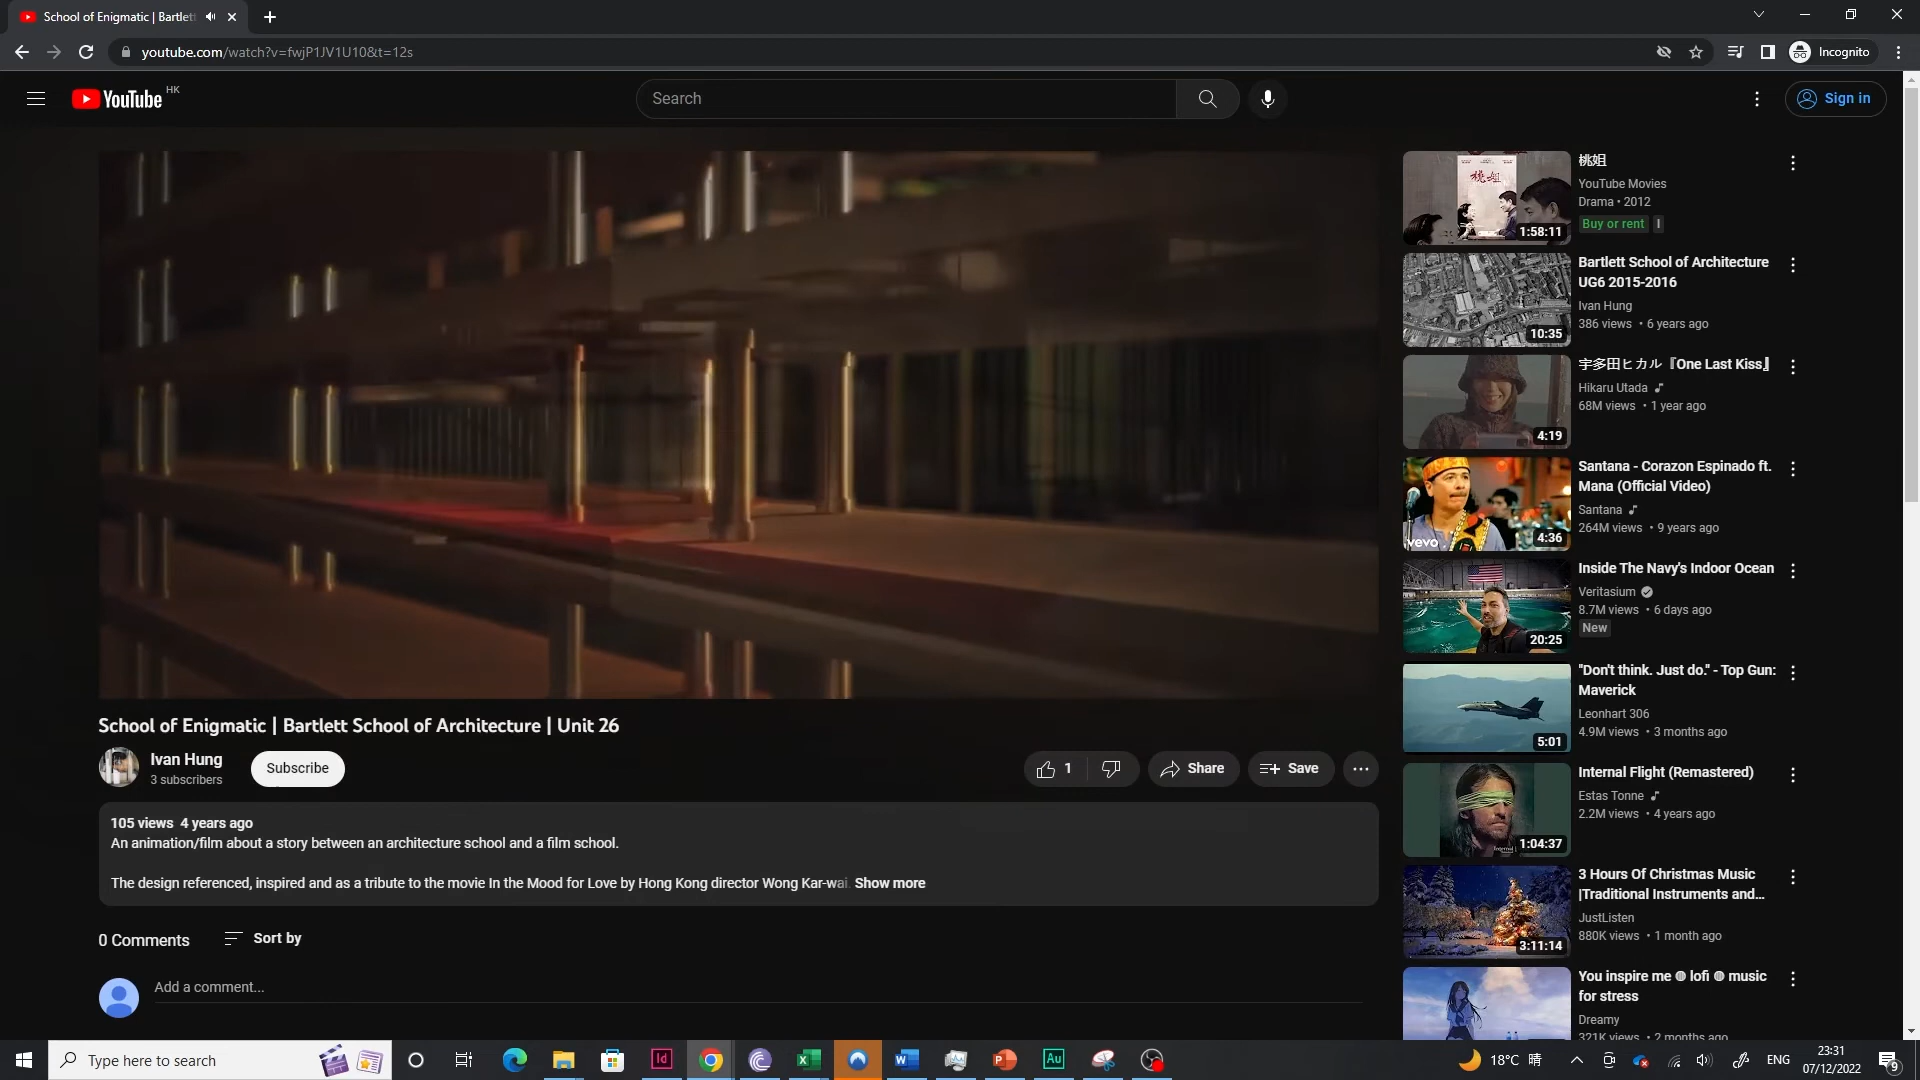 School of Enigmatic | Bartlett
youtube.com/watch?v=fwjP1JV1U10&t=12s
Incognito
YouTube HK
Search
Sign in
桃姐
1:58:11
桃姐
YouTube Movies
Drama • 2012
Buy or rent
I
10:35
Bartlett School of Architecture
UG6 2015-2016
Ivan Hung
386 views • 6 years ago
4:19
宇多田ヒカル『One Last Kiss』
Hikaru Utada
68M views • 1 year ago
vevo
4:36
Santana - Corazon Espinado ft.
Mana (Official Video)
Santana
264M views • 9 years ago
20:25
Inside The Navy's Indoor Ocean
Veritasium
8.7M views • 6 days ago
New
5:01
"Don't think. Just do." - Top Gun:
Maverick
Leonhart 306
4.9M views • 3 months ago
1:04:37
Internal Flight (Remastered)
Estas Tonne
2.2M views • 4 years ago
3:11:14
3 Hours Of Christmas Music
|Traditional Instruments and...
JustListen
880K views • 1 month ago
You inspire me ◍ lofi ◍ music
for stress
Dreamy
321K views • 2 months ago
School of Enigmatic | Bartlett School of Architecture | Unit 26
Ivan Hung
3 subscribers
Subscribe
1
Share
Save
105 views 4 years ago
An animation/film about a story between an architecture school and a film school.
The design referenced, inspired and as a tribute to the movie In the Mood for Love by Hong Kong director Wong Kar-wai. Show more
0 Comments
Sort by
Add a comment...
Type here to search
Id
Au
18°C 晴
ENG
23:31
07/12/2022
9